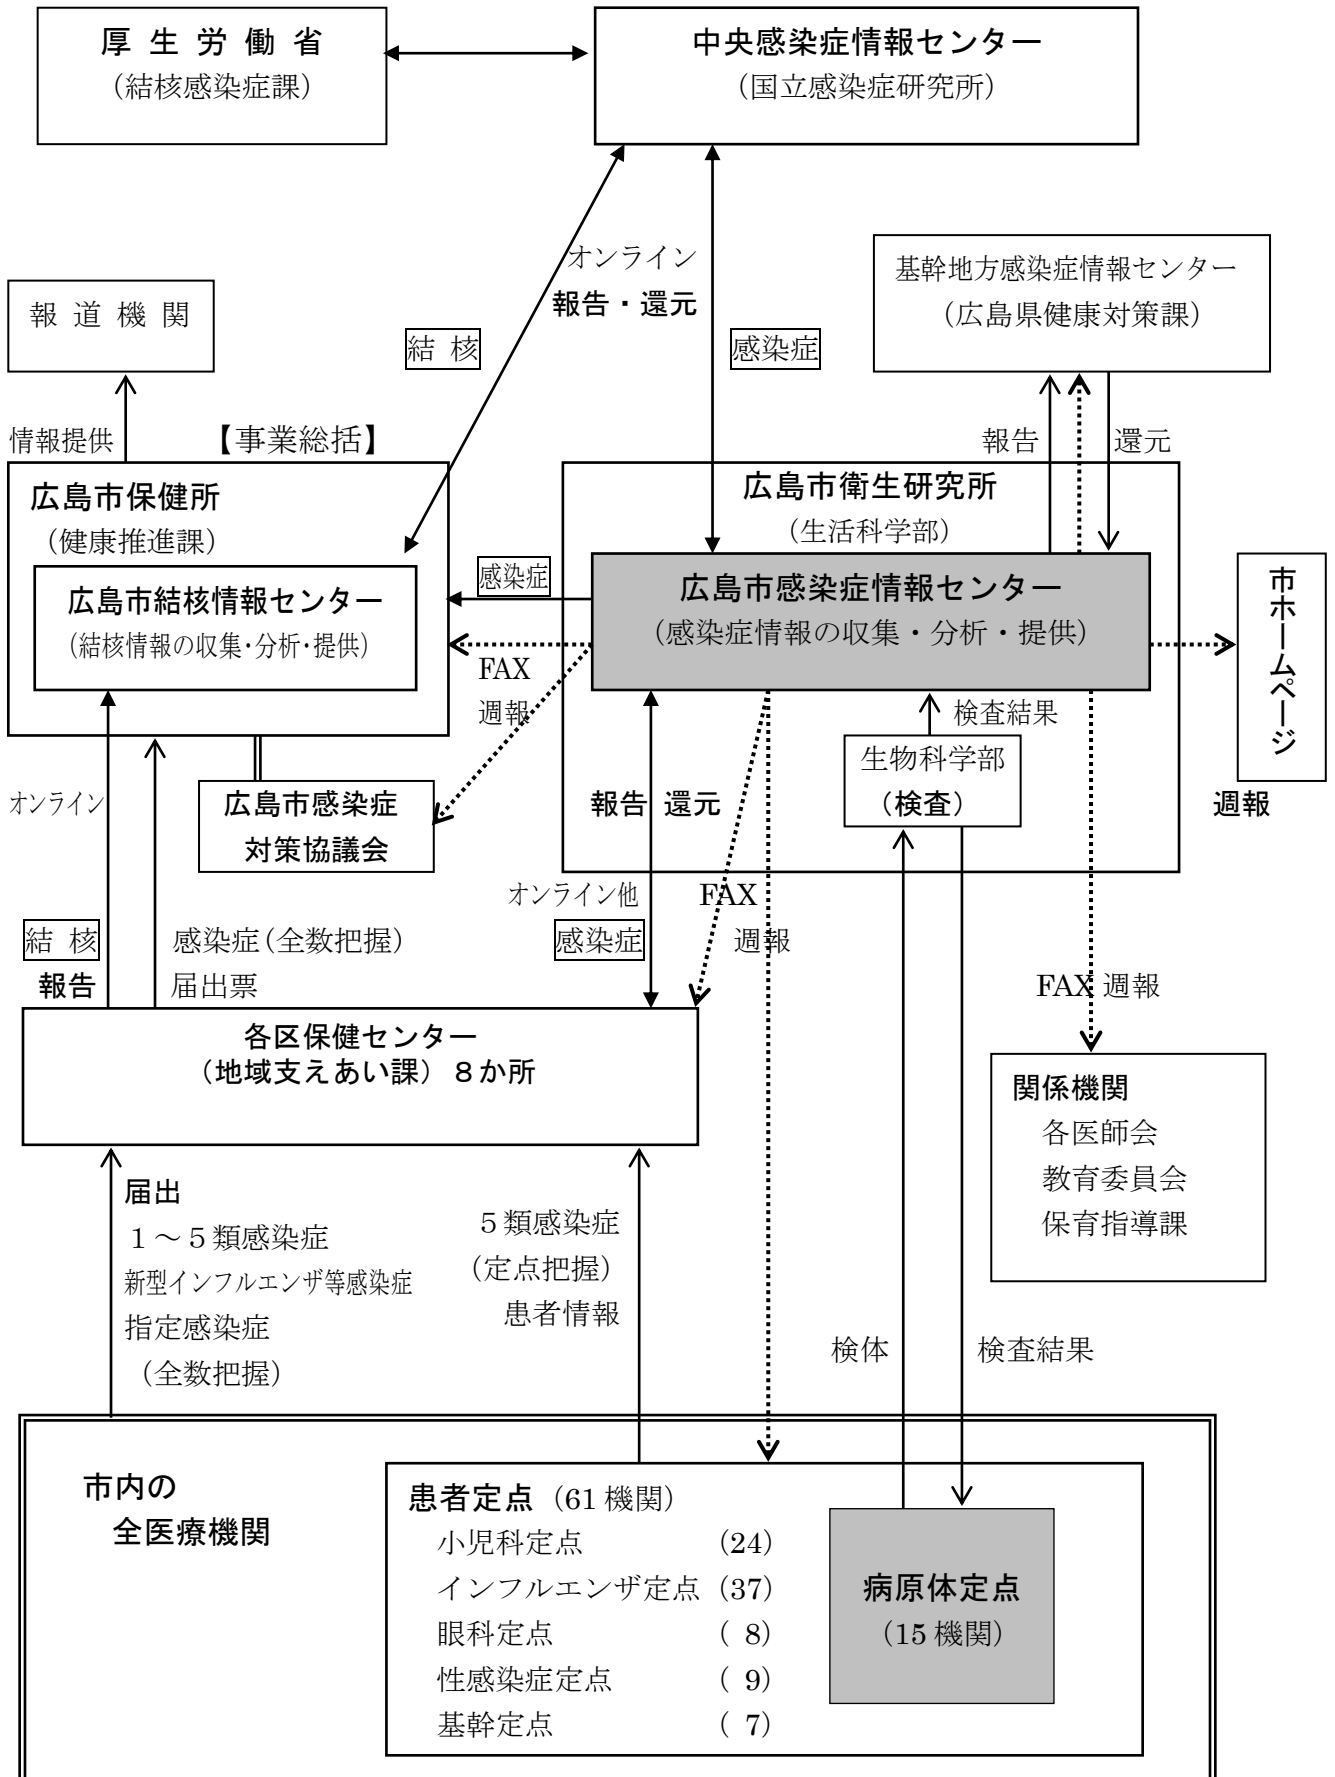 厚生労働省
（結核感染症課）
中央感染症情報センター
（国立感染症研究所）
オンライン
報告・還元
結核
感染症
基幹地方感染症情報センター
（広島県健康対策課）
報道機関
情報提供
【事業総括】
報告
還元
広島市保健所
（健康推進課）
広島市結核情報センター
（結核情報の収集・分析・提供）
感染症
FAX
週報
広島市衛生研究所
（生活科学部）
広島市感染症情報センター
（感染症情報の収集・分析・提供）
市ホームページ
週報
検査結果
生物科学部
（検査）
広島市感染症
対策協議会
オンライン
結核
報告
感染症（全数把握）
届出票
報告 還元
オンライン他
感染症
FAX
週報
FAX 週報
各区保健センター
（地域支えあい課）８か所
関係機関
各医師会
教育委員会
保育指導課
届出
１～５類感染症
新型インフルエンザ等感染症
指定感染症
（全数把握）
５類感染症
（定点把握）
患者情報
検体
検査結果
市内の
全医療機関
患者定点（61 機関）
小児科定点 （24）
インフルエンザ定点（37）
眼科定点 （ 8）
性感染症定点 （ 9）
基幹定点 （ 7）
病原体定点
（15 機関）